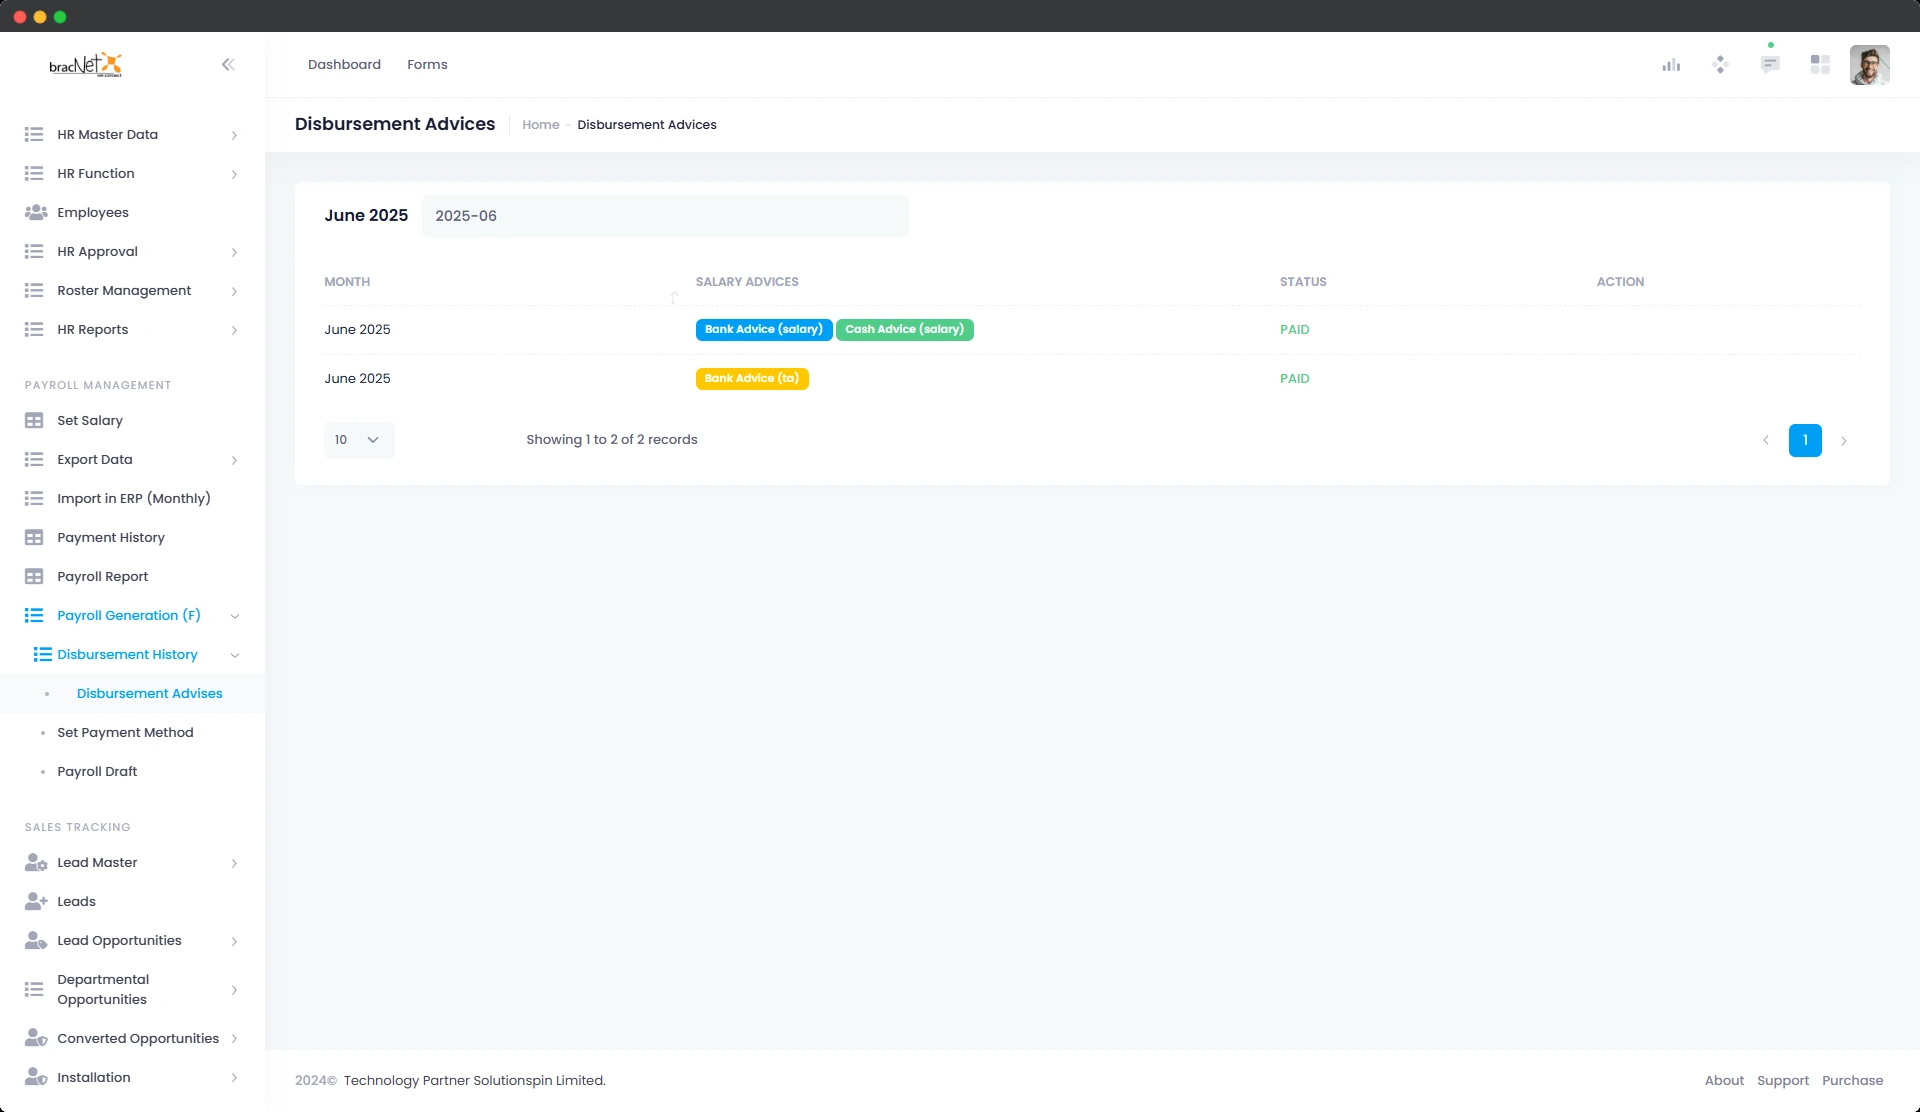 bracNet
Dashboard
Forms
Disbursement Advices
Home - Disbursement Advices
HR Master Data
HR Function
Employees
HR Approval
Roster Management
HR Reports
PAYROLL MANAGEMENT
Set Salary
Export Data
Import in ERP (Monthly)
Payment History
Payroll Report
Payroll Generation (F)
Disbursement History
Disbursement Advises
Set Payment Method
Payroll Draft
SALES TRACKING
Lead Master
Leads
Lead Opportunities
Departmental
Opportunities
Converted Opportunities
Installation
June 2025
2025-06
MONTH
SALARY ADVICES
STATUS
ACTION
June 2025
Bank Advice (salary)
Cash Advice (salary)
PAID
June 2025
Bank Advice (ta)
PAID
10
Showing 1 to 2 of 2 records
1
2024© Technology Partner Solutionspin Limited.
About
Support
Purchase